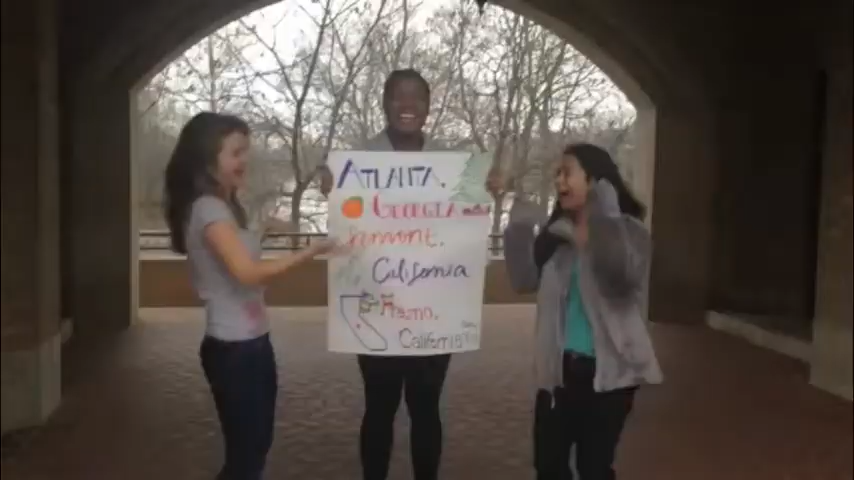 ATLANTA.
GEORGIA
Fremont.
California
Fresno.
California